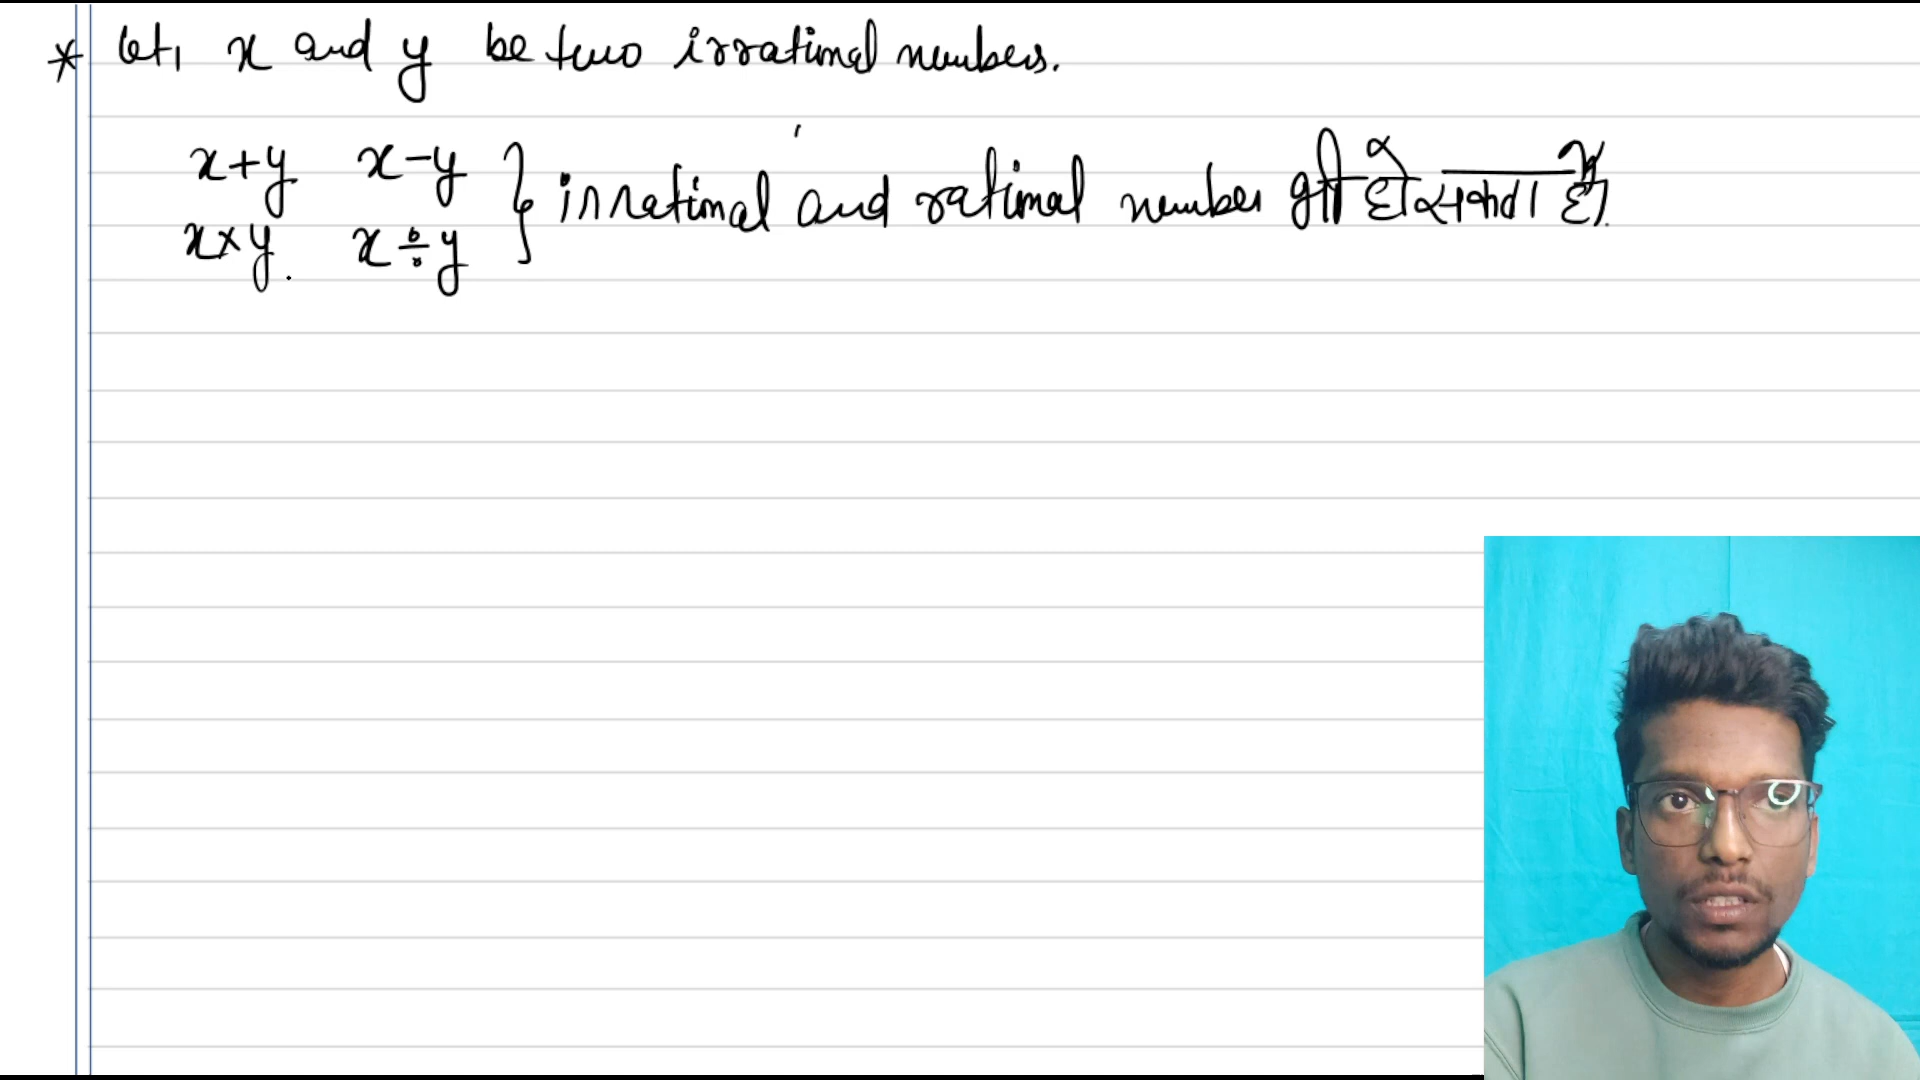 * let, x and y be two irrational numbers.
x+y x-y } irrational and rational number भी हो सकता है.
x×y. x÷y